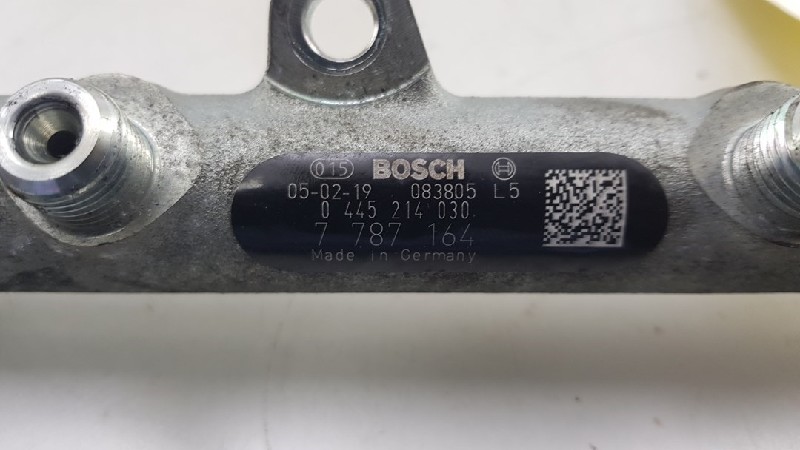 015 BOSCH
05-02-19 083805 L5
0 445 214 030
7 787 164
Made in Germany